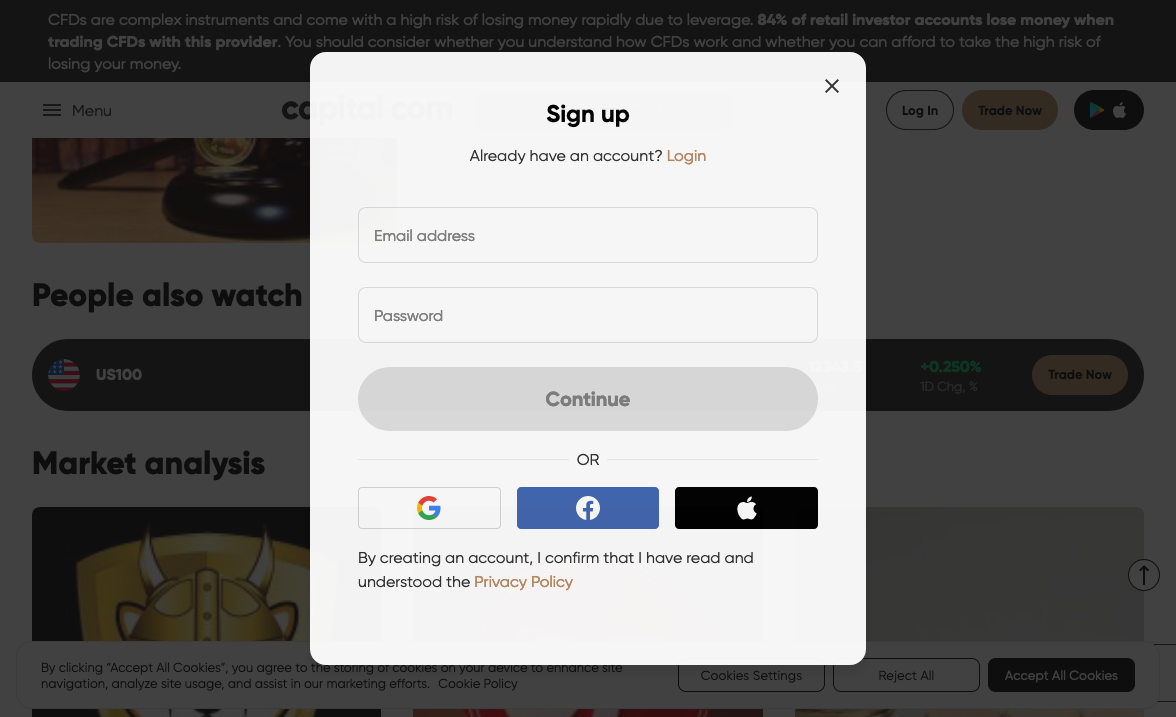 CFDs are complex instruments and come with a high risk of losing money rapidly due to leverage. 84% of retail investor accounts lose money when
trading CFDs with this provider. You should consider whether you understand how CFDs work and whether you can afford to take the high risk of
losing your money.
Menu
capital.com
Log In
Trade Now
Sign up
Already have an account? Login
Email address
Password
Continue
OR
By creating an account, I confirm that I have read and
understood the Privacy Policy
People also watch
US100
+0.250%
1D Chg, %
Trade Now
Market analysis
By clicking “Accept All Cookies”, you agree to the storing of cookies on your device to enhance site
navigation, analyze site usage, and assist in our marketing efforts. Cookie Policy
Cookies Settings
Reject All
Accept All Cookies